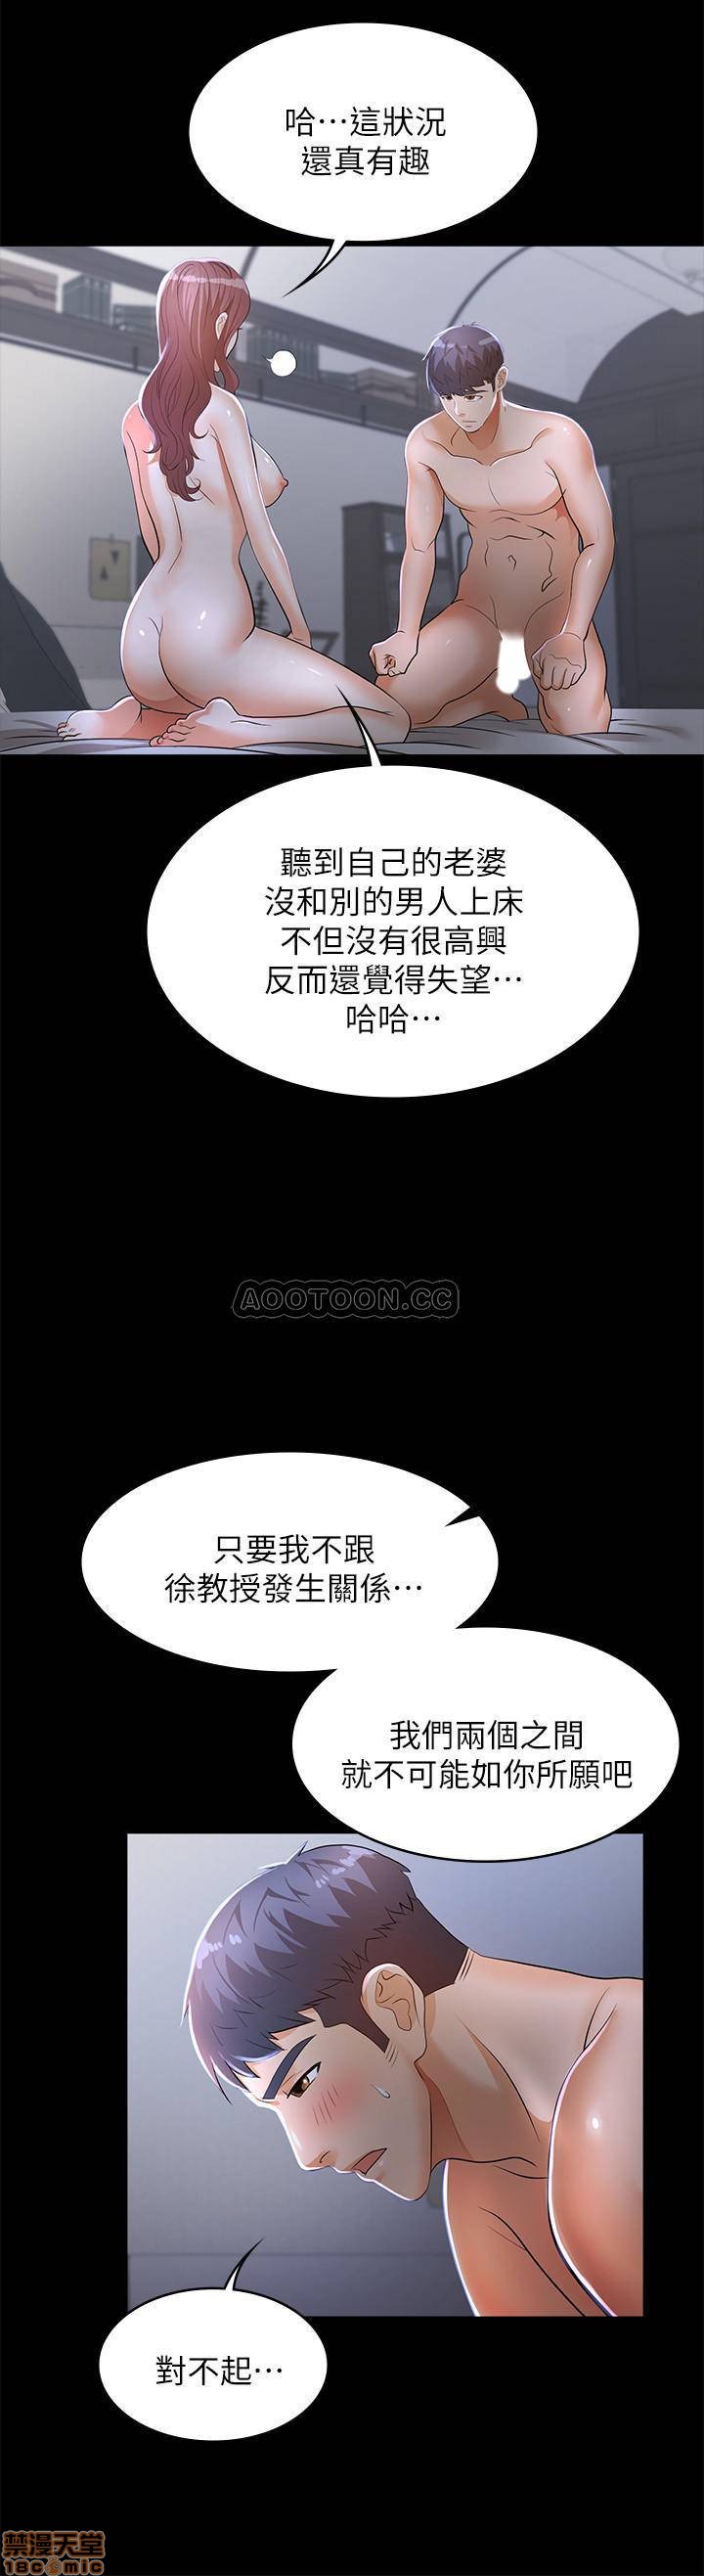 哈⋯這狀況
還真有趣
聽到自己的老婆
沒和別的男人上床
不但沒有很高興
反而還覺得失望⋯
哈哈⋯
AOOTOON.CC
只要我不跟
徐教授發生關係⋯
我們兩個之間
就不可能如你所願吧
對不起⋯
禁漫天堂
18comic